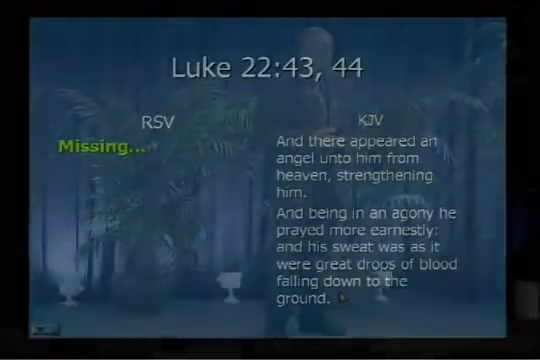 Luke 22:43, 44
RSV
Missing...
KJV
And there appeared an
angel unto him from
heaven, strengthening
him.
And being in an agony he
prayed more earnestly:
and his sweat was as it
were great drops of blood
falling down to the
ground.